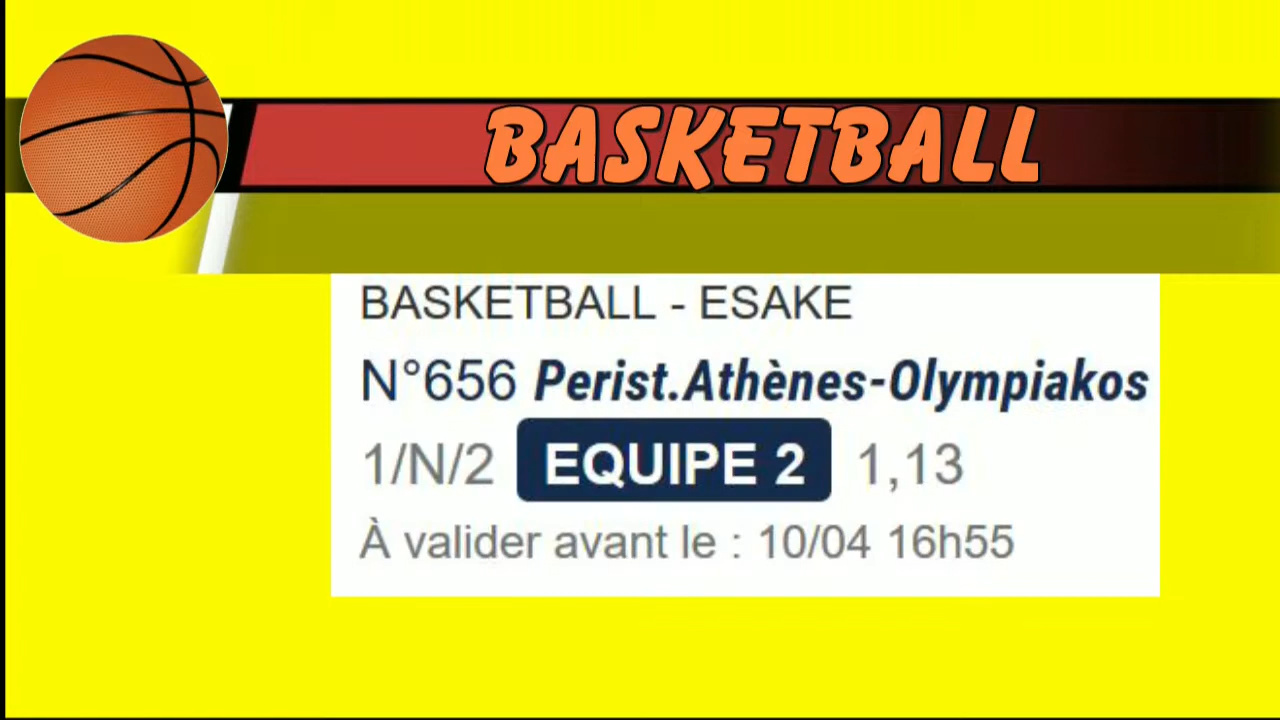 BASKETBALL
BASKETBALL - ESAKE
N°656 Perist.Athènes-Olympiakos
1/N/2 EQUIPE 2 1,13
À valider avant le : 10/04 16h55